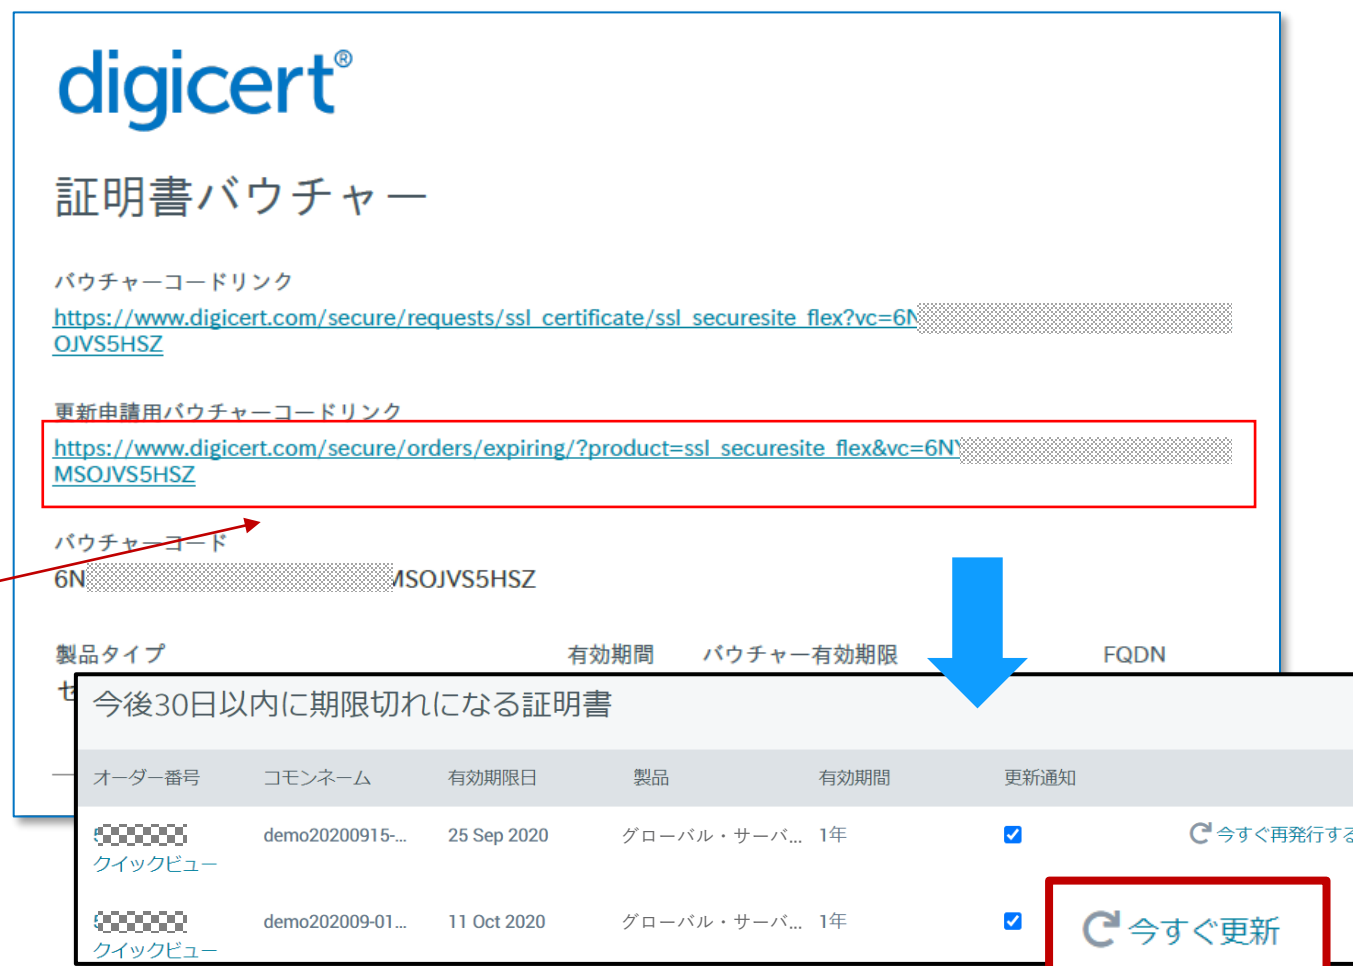 digicert®
証明書バウチャー
バウチャーコードリンク
https://www.digicert.com/secure/requests/ssl_certificate/ssl_securesite_flex?vc=6N
OJVS5HSZ
更新申請用バウチャーコードリンク
https://www.digicert.com/secure/orders/expiring/?product=ssl_securesite_flex&vc=6NY
MSOJVS5HSZ
バウチャーコード
6N MSOJVS5HSZ
製品タイプ 有効期間 バウチャー有効期限 FQDN
セ
今後30日以内に期限切れになる証明書
オーダー番号 コモンネーム 有効期限日 製品 有効期間 更新通知
demo20200915-... 25 Sep 2020 グローバル・サーバ... 1年 今すぐ再発行する
クイックビュー
demo202009-01... 11 Oct 2020 グローバル・サーバ... 1年 今すぐ更新
クイックビュー